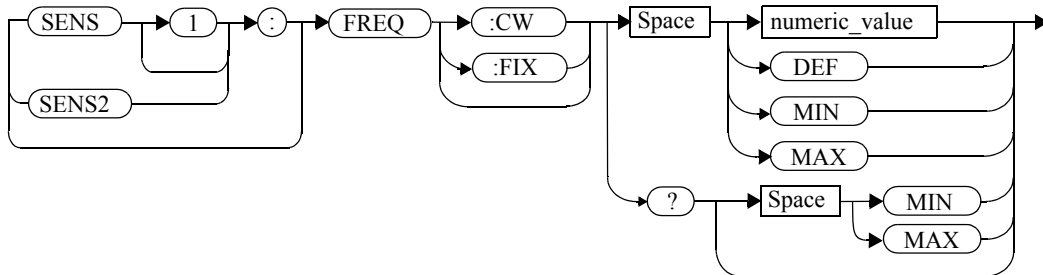 SENS 1 : FREQ :CW Space numeric_value
:FIX DEF
SENS2 MIN
MAX
? Space MIN
MAX